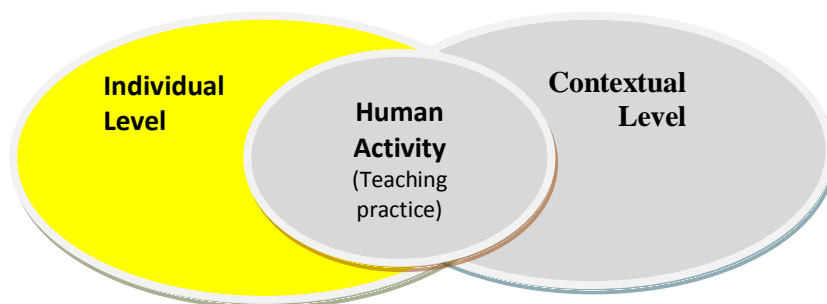 Individual
Level
Human
Activity
(Teaching
practice)
Contextual
Level